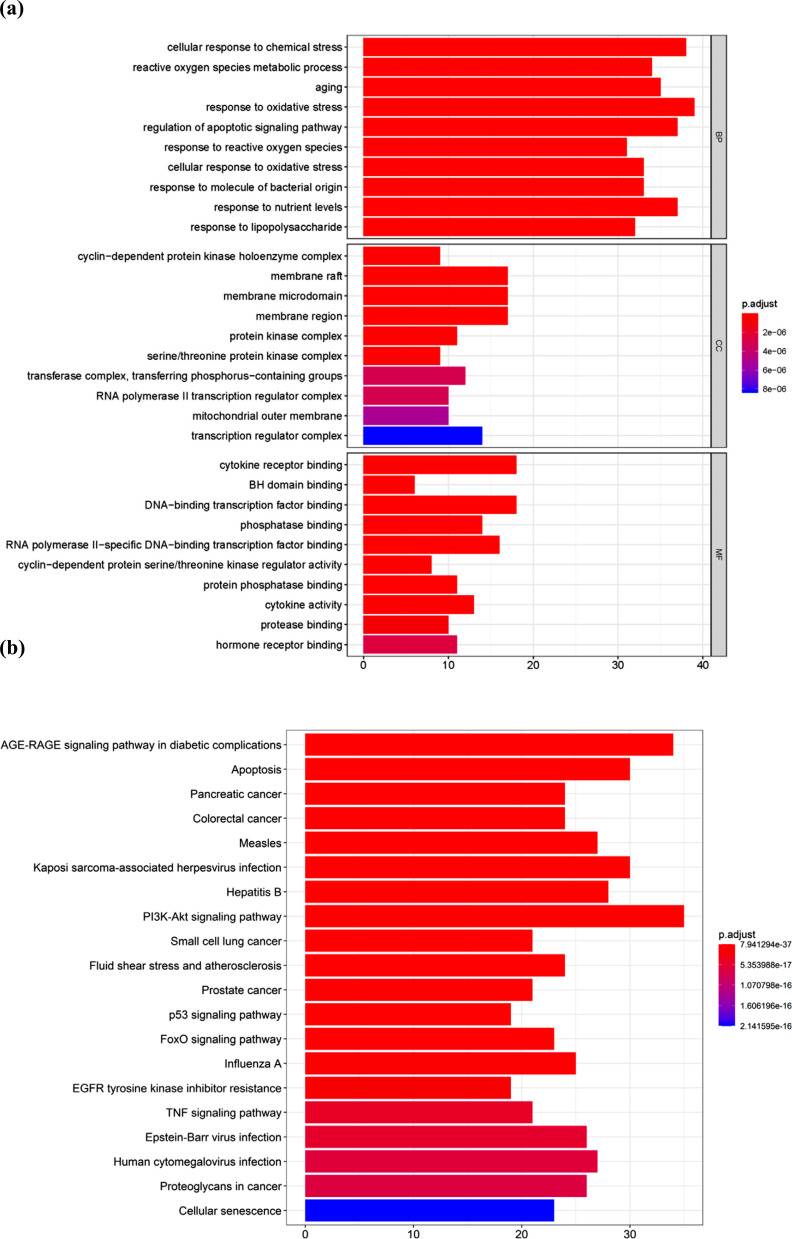 (a)
cellular response to chemical stress
reactive oxygen species metabolic process
aging
response to oxidative stress
regulation of apoptotic signaling pathway
response to reactive oxygen species
cellular response to oxidative stress
response to molecule of bacterial origin
response to nutrient levels
response to lipopolysaccharide
BP
cyclin−dependent protein kinase holoenzyme complex
membrane raft
membrane microdomain
membrane region
protein kinase complex
serine/threonine protein kinase complex
transferase complex, transferring phosphorus−containing groups
RNA polymerase II transcription regulator complex
mitochondrial outer membrane
transcription regulator complex
CC
cytokine receptor binding
BH domain binding
DNA−binding transcription factor binding
phosphatase binding
RNA polymerase II−specific DNA−binding transcription factor binding
cyclin−dependent protein serine/threonine kinase regulator activity
protein phosphatase binding
cytokine activity
protease binding
hormone receptor binding
MF
0 10 20 30 40
p.adjust
2e−06
4e−06
6e−06
8e−06
(b)
AGE-RAGE signaling pathway in diabetic complications
Apoptosis
Pancreatic cancer
Colorectal cancer
Measles
Kaposi sarcoma-associated herpesvirus infection
Hepatitis B
PI3K-Akt signaling pathway
Small cell lung cancer
Fluid shear stress and atherosclerosis
Prostate cancer
p53 signaling pathway
FoxO signaling pathway
Influenza A
EGFR tyrosine kinase inhibitor resistance
TNF signaling pathway
Epstein-Barr virus infection
Human cytomegalovirus infection
Proteoglycans in cancer
Cellular senescence
0 10 20 30
p.adjust
7.941294e-37
5.353988e-17
1.070798e-16
1.606196e-16
2.141595e-16